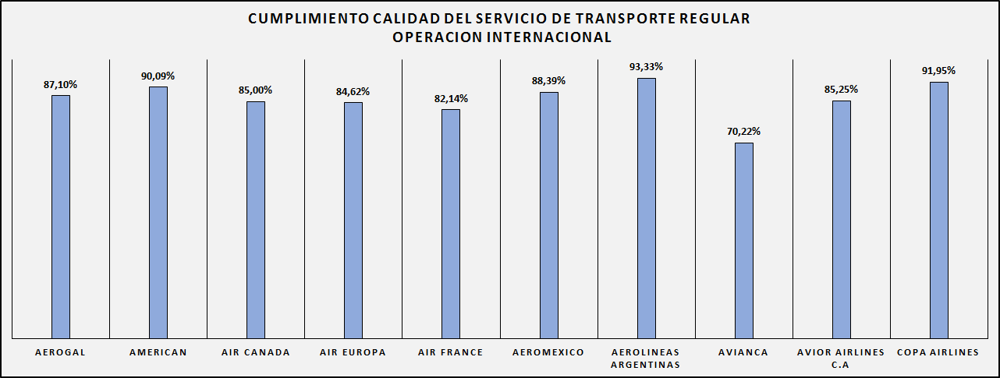 CUMPLIMIENTO CALIDAD DEL SERVICIO DE TRANSPORTE REGULAR
OPERACION INTERNACIONAL
87,10%
90,09%
85,00%
84,62%
82,14%
88,39%
93,33%
70,22%
85,25%
91,95%
AEROGAL
AMERICAN
AIR CANADA
AIR EUROPA
AIR FRANCE
AEROMEXICO
AEROLINEAS
ARGENTINAS
AVIANCA
AVIOR AIRLINES
C.A
COPA AIRLINES